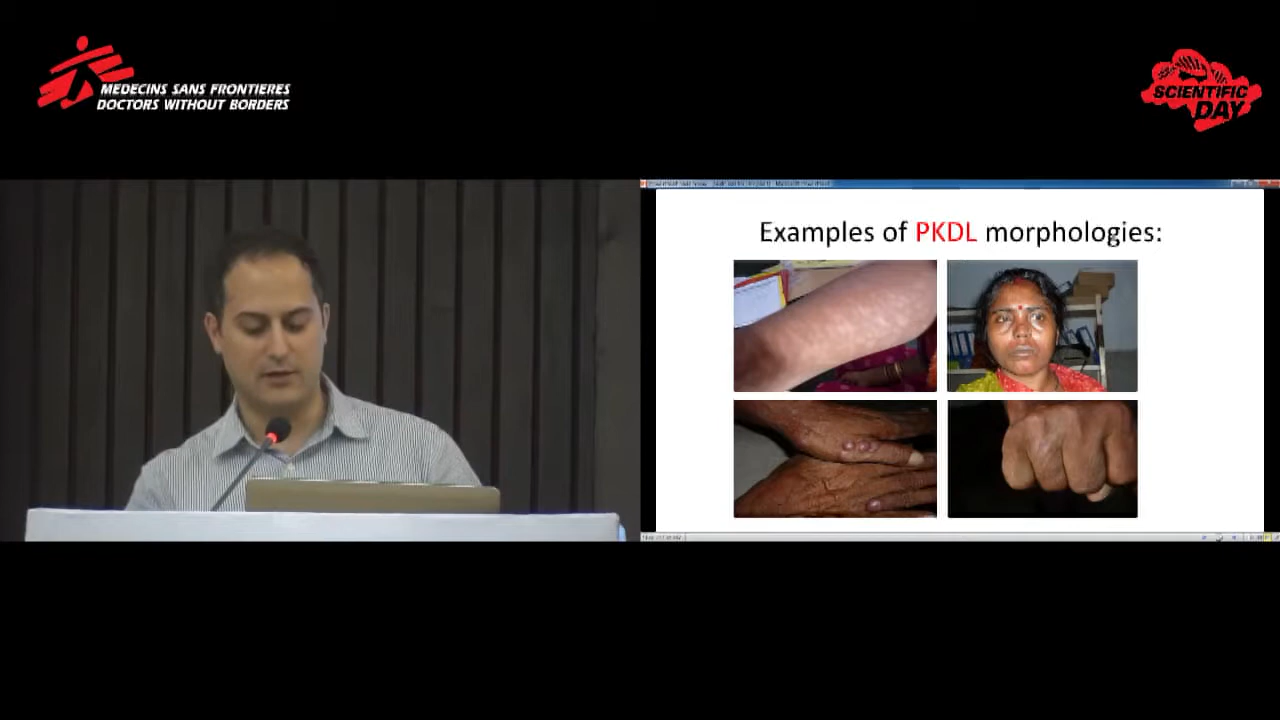 MEDECINS SANS FRONTIERES
DOCTORS WITHOUT BORDERS
SCIENTIFIC
DAY
Examples of PKDL morphologies: